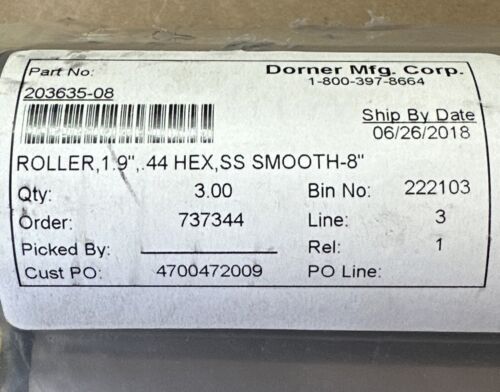 Part No: Dorner Mfg. Corp.
1-800-397-8664
203635-08
Ship By Date
06/26/2018
ROLLER,1.9",.44 HEX,SS SMOOTH-8"
Qty: 3.00 Bin No: 222103
Order: 737344 Line: 3
Picked By: Rel: 1
Cust PO: 4700472009 PO Line: